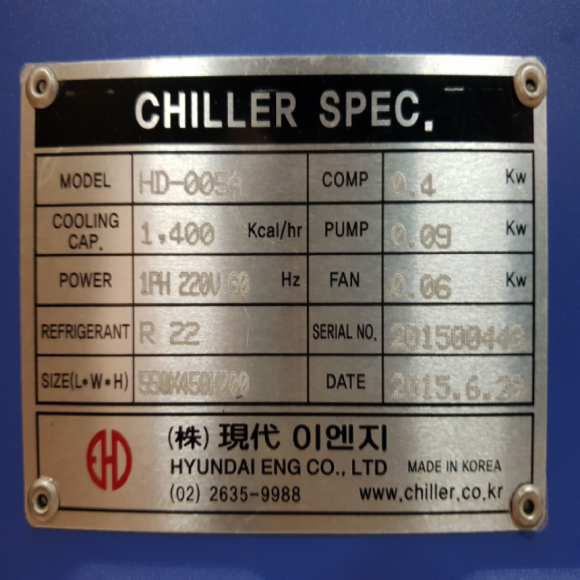 CHILLER SPEC.
MODEL HD-005A COMP 0.4 Kw
COOLING CAP. 1,400 Kcal/hr PUMP 0.09 Kw
POWER 1PH 220V 60 Hz FAN 0.06 Kw
REFRIGERANT R 22 SERIAL NO. 201500449
SIZE(L•W•H) 550X450X700 DATE 2015.6.29
EHD
(株) 現代 이엔지
HYUNDAI ENG CO., LTD MADE IN KOREA
(02) 2635-9988 www.chiller.co.kr